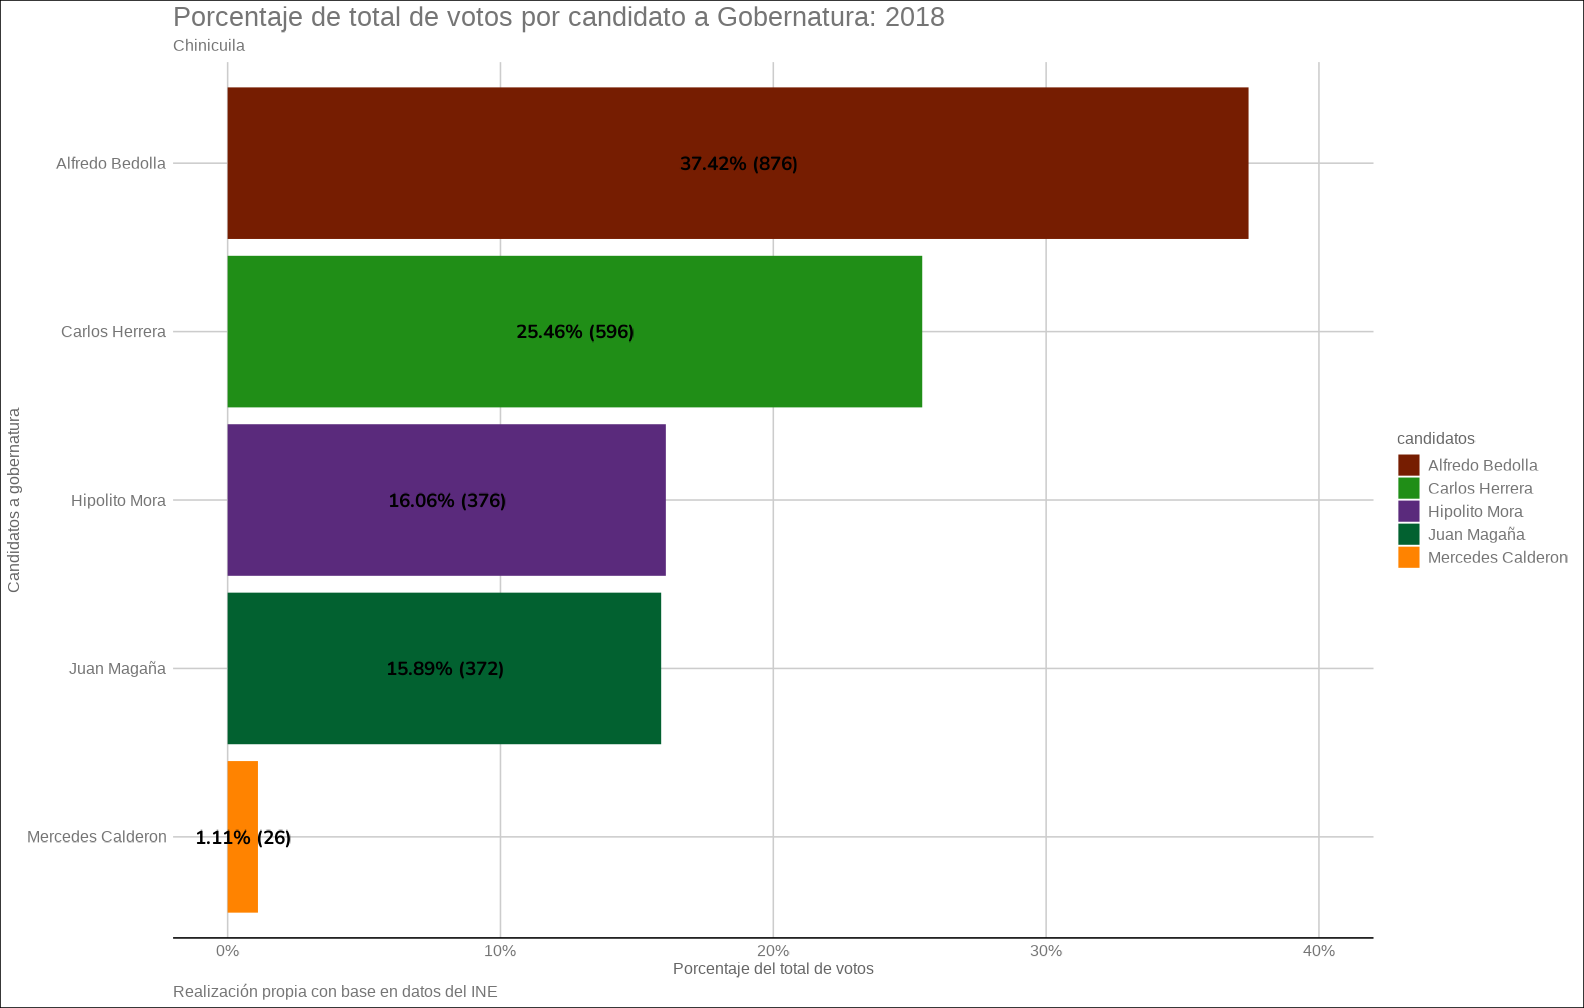 Porcentaje de total de votos por candidato a Gobernatura: 2018
Chinicuila
Candidatos a gobernatura
Alfredo Bedolla
37.42% (876)
Carlos Herrera
25.46% (596)
Hipolito Mora
16.06% (376)
Juan Magaña
15.89% (372)
Mercedes Calderon
1.11% (26)
0% 10% 20% 30% 40%
Porcentaje del total de votos
candidatos
Alfredo Bedolla
Carlos Herrera
Hipolito Mora
Juan Magaña
Mercedes Calderon
Realización propia con base en datos del INE